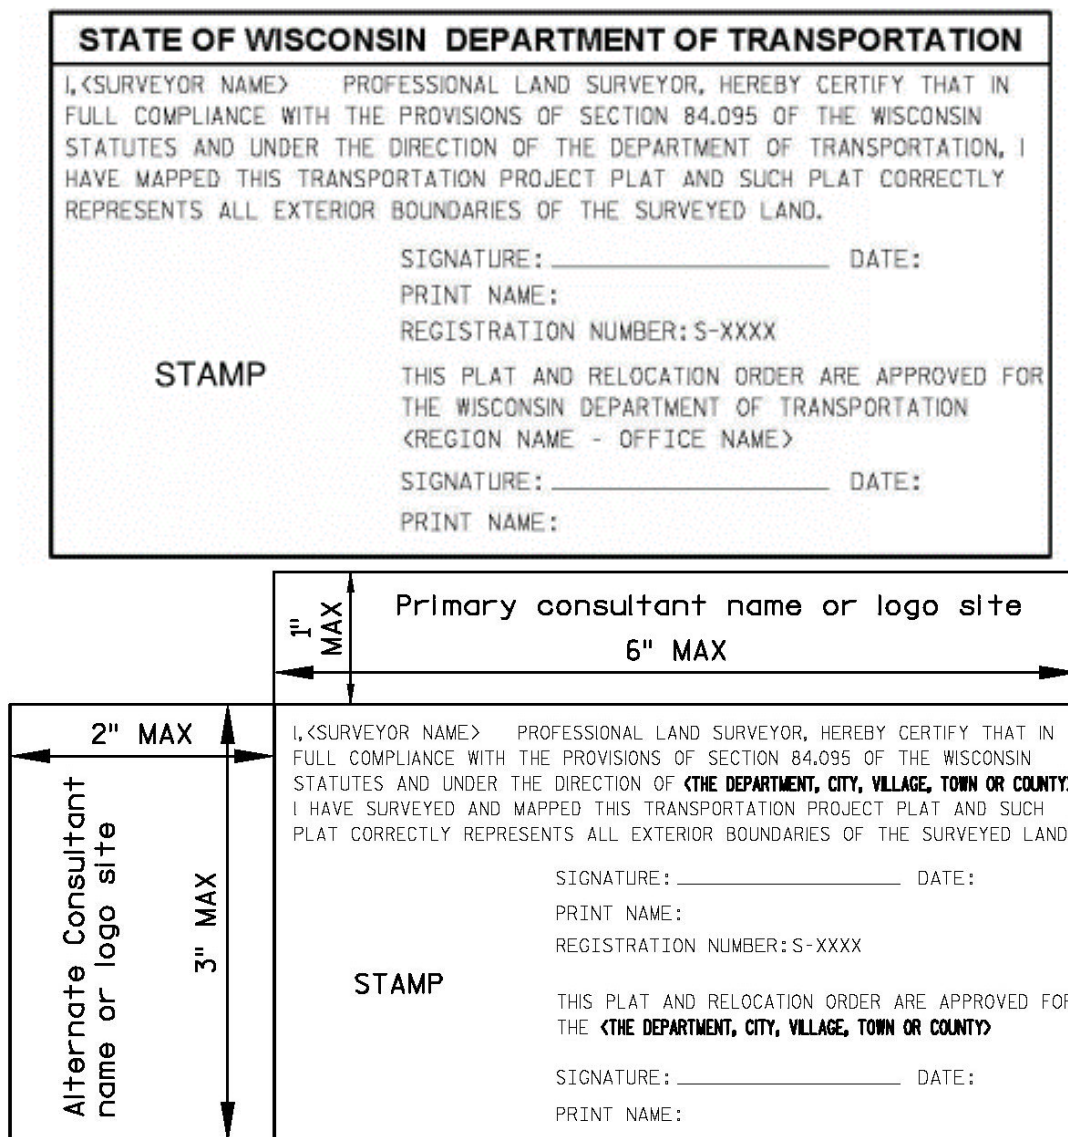 STATE OF WISCONSIN DEPARTMENT OF TRANSPORTATION
I,<SURVEYOR NAME> PROFESSIONAL LAND SURVEYOR, HEREBY CERTIFY THAT IN
FULL COMPLIANCE WITH THE PROVISIONS OF SECTION 84.095 OF THE WISCONSIN
STATUTES AND UNDER THE DIRECTION OF THE DEPARTMENT OF TRANSPORTATION, I
HAVE MAPPED THIS TRANSPORTATION PROJECT PLAT AND SUCH PLAT CORRECTLY
REPRESENTS ALL EXTERIOR BOUNDARIES OF THE SURVEYED LAND.
SIGNATURE: DATE:
PRINT NAME:
REGISTRATION NUMBER: S-XXXX
STAMP
THIS PLAT AND RELOCATION ORDER ARE APPROVED FOR
THE WISCONSIN DEPARTMENT OF TRANSPORTATION
<REGION NAME - OFFICE NAME>
SIGNATURE: DATE:
PRINT NAME:
1"
MAX
Primary consultant name or logo site
6" MAX
2" MAX
Alternate Consultant
name or logo site
3" MAX
I,<SURVEYOR NAME> PROFESSIONAL LAND SURVEYOR, HEREBY CERTIFY THAT IN
FULL COMPLIANCE WITH THE PROVISIONS OF SECTION 84.095 OF THE WISCONSIN
STATUTES AND UNDER THE DIRECTION OF <THE DEPARTMENT, CITY, VILLAGE, TOWN OR COUNTY>
I HAVE SURVEYED AND MAPPED THIS TRANSPORTATION PROJECT PLAT AND SUCH
PLAT CORRECTLY REPRESENTS ALL EXTERIOR BOUNDARIES OF THE SURVEYED LAND
SIGNATURE: DATE:
PRINT NAME:
REGISTRATION NUMBER: S-XXXX
STAMP
THIS PLAT AND RELOCATION ORDER ARE APPROVED FOR
THE <THE DEPARTMENT, CITY, VILLAGE, TOWN OR COUNTY>
SIGNATURE: DATE:
PRINT NAME: